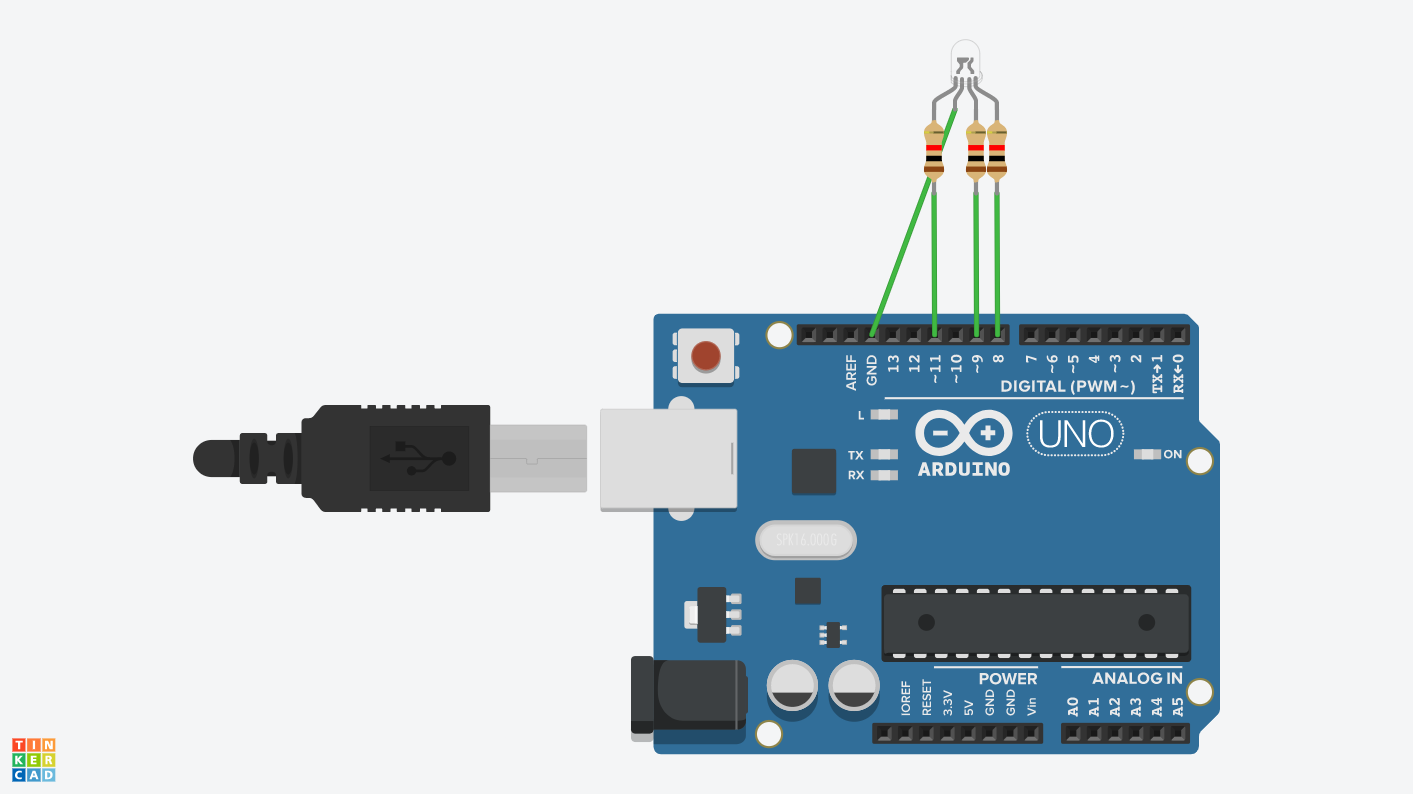 AREF
GND
13
12
~11
~10
~9
8
7
~6
~5
4
~3
2
TX→1
RX←0
DIGITAL (PWM~)
L
TX
RX
ARDUINO
UNO
ON
SPK16.000G
IOREF
RESET
3.3V
5V
GND
GND
Vin
POWER
ANALOG IN
A0
A1
A2
A3
A4
A5
TIN
KER
CAD